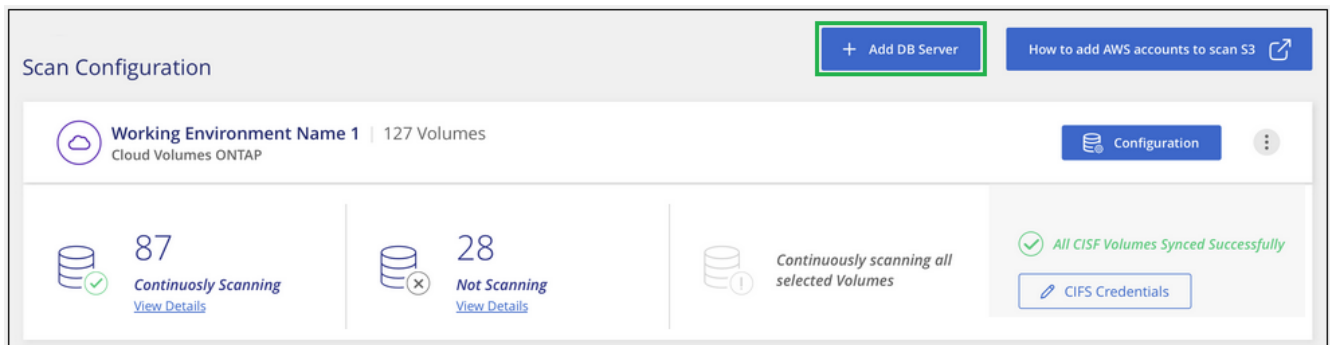 + Add DB Server
How to add AWS accounts to scan S3
Scan Configuration
Working Environment Name 1 | 127 Volumes
Cloud Volumes ONTAP
Configuration
87
Continuosly Scanning
View Details
28
Not Scanning
View Details
Continuously scanning all
selected Volumes
All CISF Volumes Synced Successfully
CIFS Credentials